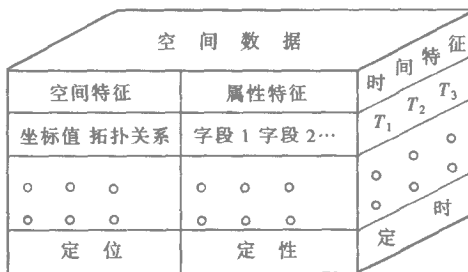 空间数据
空间特征 属性特征 时间特征
坐标值 拓扑关系 字段1 字段2… T₁ T₂ T₃
定位 定性 定时